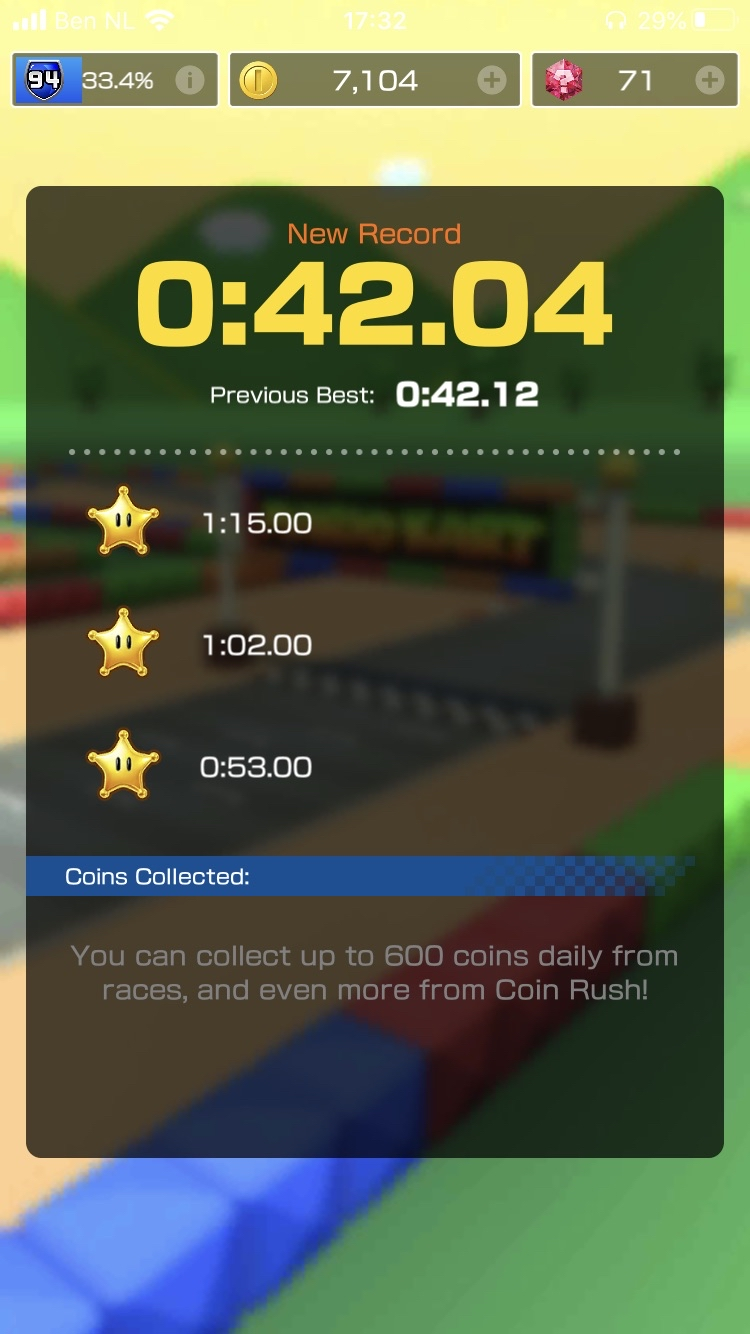 Ben NL 17:32 29%
94 33.4% i 7,104 + 71 +
New Record
0:42.04
Previous Best: 0:42.12
1:15.00
1:02.00
0:53.00
Coins Collected:
You can collect up to 600 coins daily from
races, and even more from Coin Rush!
MARIO KART